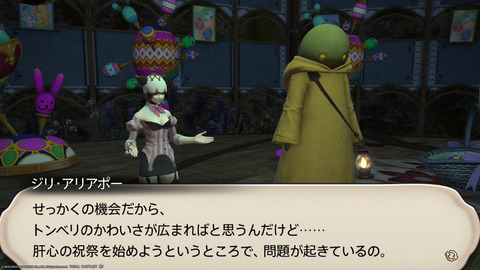 ジリ・アリアポー
せっかくの機会だから、
トンベリのかわいさが広まればと思うんだけど……
肝心の祝祭を始めようというところで、問題が起きているの。